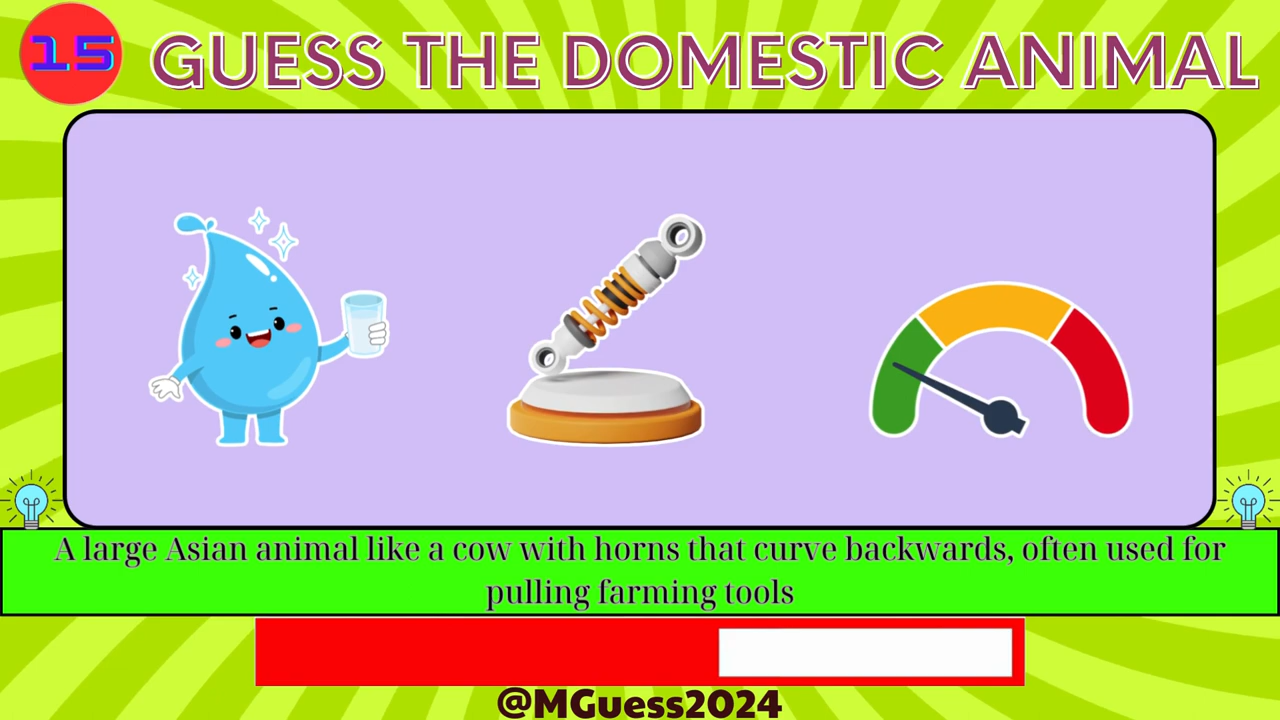 15
GUESS THE DOMESTIC ANIMAL
A large Asian animal like a cow with horns that curve backwards, often used for
pulling farming tools
@MGuess2024